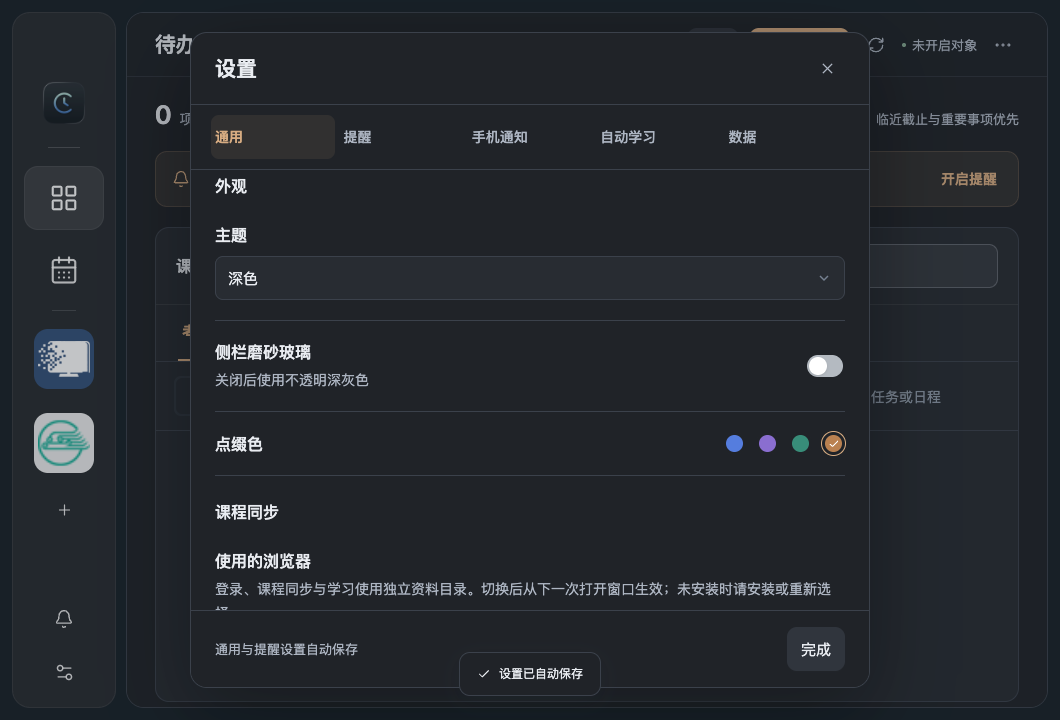 待办
未开启对象
设置
0 项
临近截止与重要事项优先
通用
提醒
手机通知
自动学习
数据
外观
开启提醒
主题
深色
课
侧栏磨砂玻璃
关闭后使用不透明深灰色
任务或日程
点缀色
课程同步
使用的浏览器
登录、课程同步与学习使用独立资料目录。切换后从下一次打开窗口生效；未安装时请安装或重新选
通用与提醒设置自动保存
完成
设置已自动保存